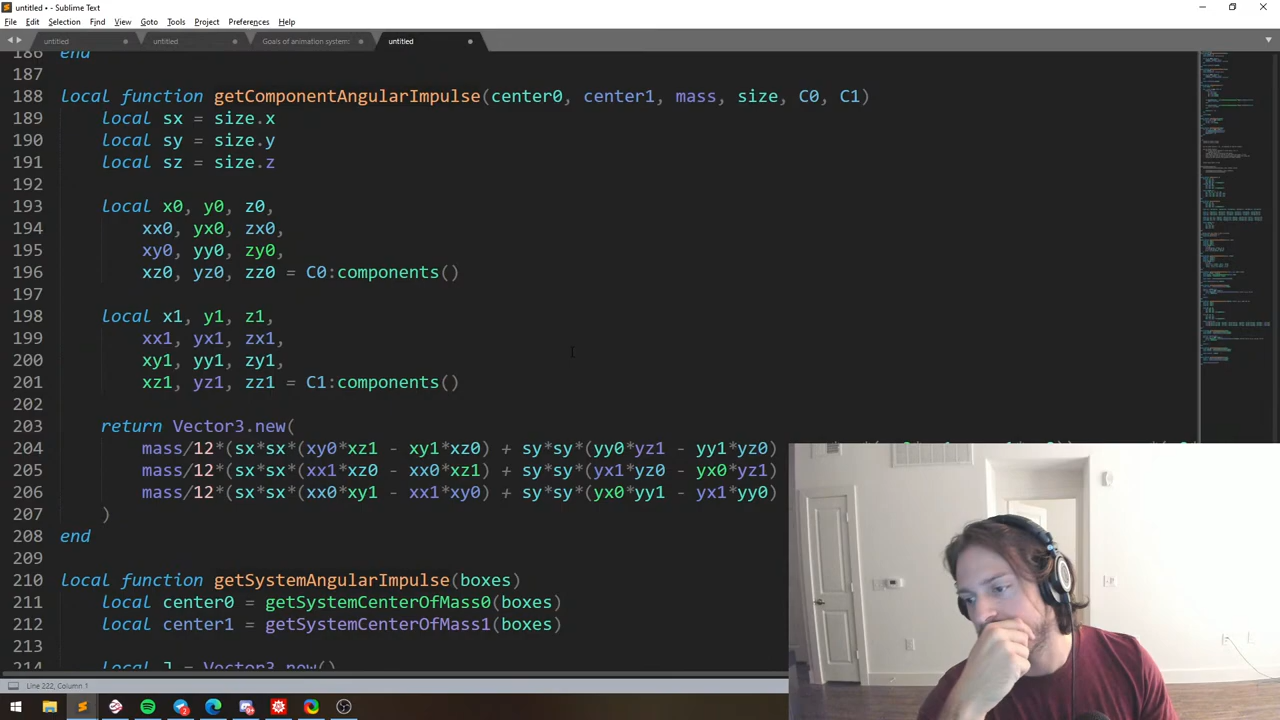 untitled • - Sublime Text
File Edit Selection Find View Goto Tools Project Preferences Help
untitled untitled Goals of animation system: untitled
186 end
187
188 local function getComponentAngularImpulse(center0, center1, mass, size, C0, C1)
189 local sx = size.x
190 local sy = size.y
191 local sz = size.z
192
193 local x0, y0, z0,
194 xx0, yx0, zx0,
195 xy0, yy0, zy0,
196 xz0, yz0, zz0 = C0:components()
197
198 local x1, y1, z1,
199 xx1, yx1, zx1,
200 xy1, yy1, zy1,
201 xz1, yz1, zz1 = C1:components()
202
203 return Vector3.new(
204 mass/12*(sx*sx*(xy0*xz1 - xy1*xz0) + sy*sy*(yy0*yz1 - yy1*yz0)
205 mass/12*(sx*sx*(xx1*xz0 - xx0*xz1) + sy*sy*(yx1*yz0 - yx0*yz1)
206 mass/12*(sx*sx*(xx0*xy1 - xx1*xy0) + sy*sy*(yx0*yy1 - yx1*yy0)
207 )
208 end
209
210 local function getSystemAngularImpulse(boxes)
211 local center0 = getSystemCenterOfMass0(boxes)
212 local center1 = getSystemCenterOfMass1(boxes)
213
214 local J = Vector3.new()
Line 222, Column 1